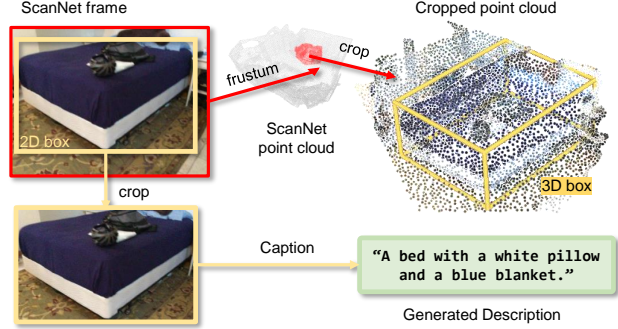 ScanNet frame
Cropped point cloud
crop
frustum
2D box
ScanNet
point cloud
3D box
crop
Caption
“A bed with a white pillow
and a blue blanket.”
Generated Description